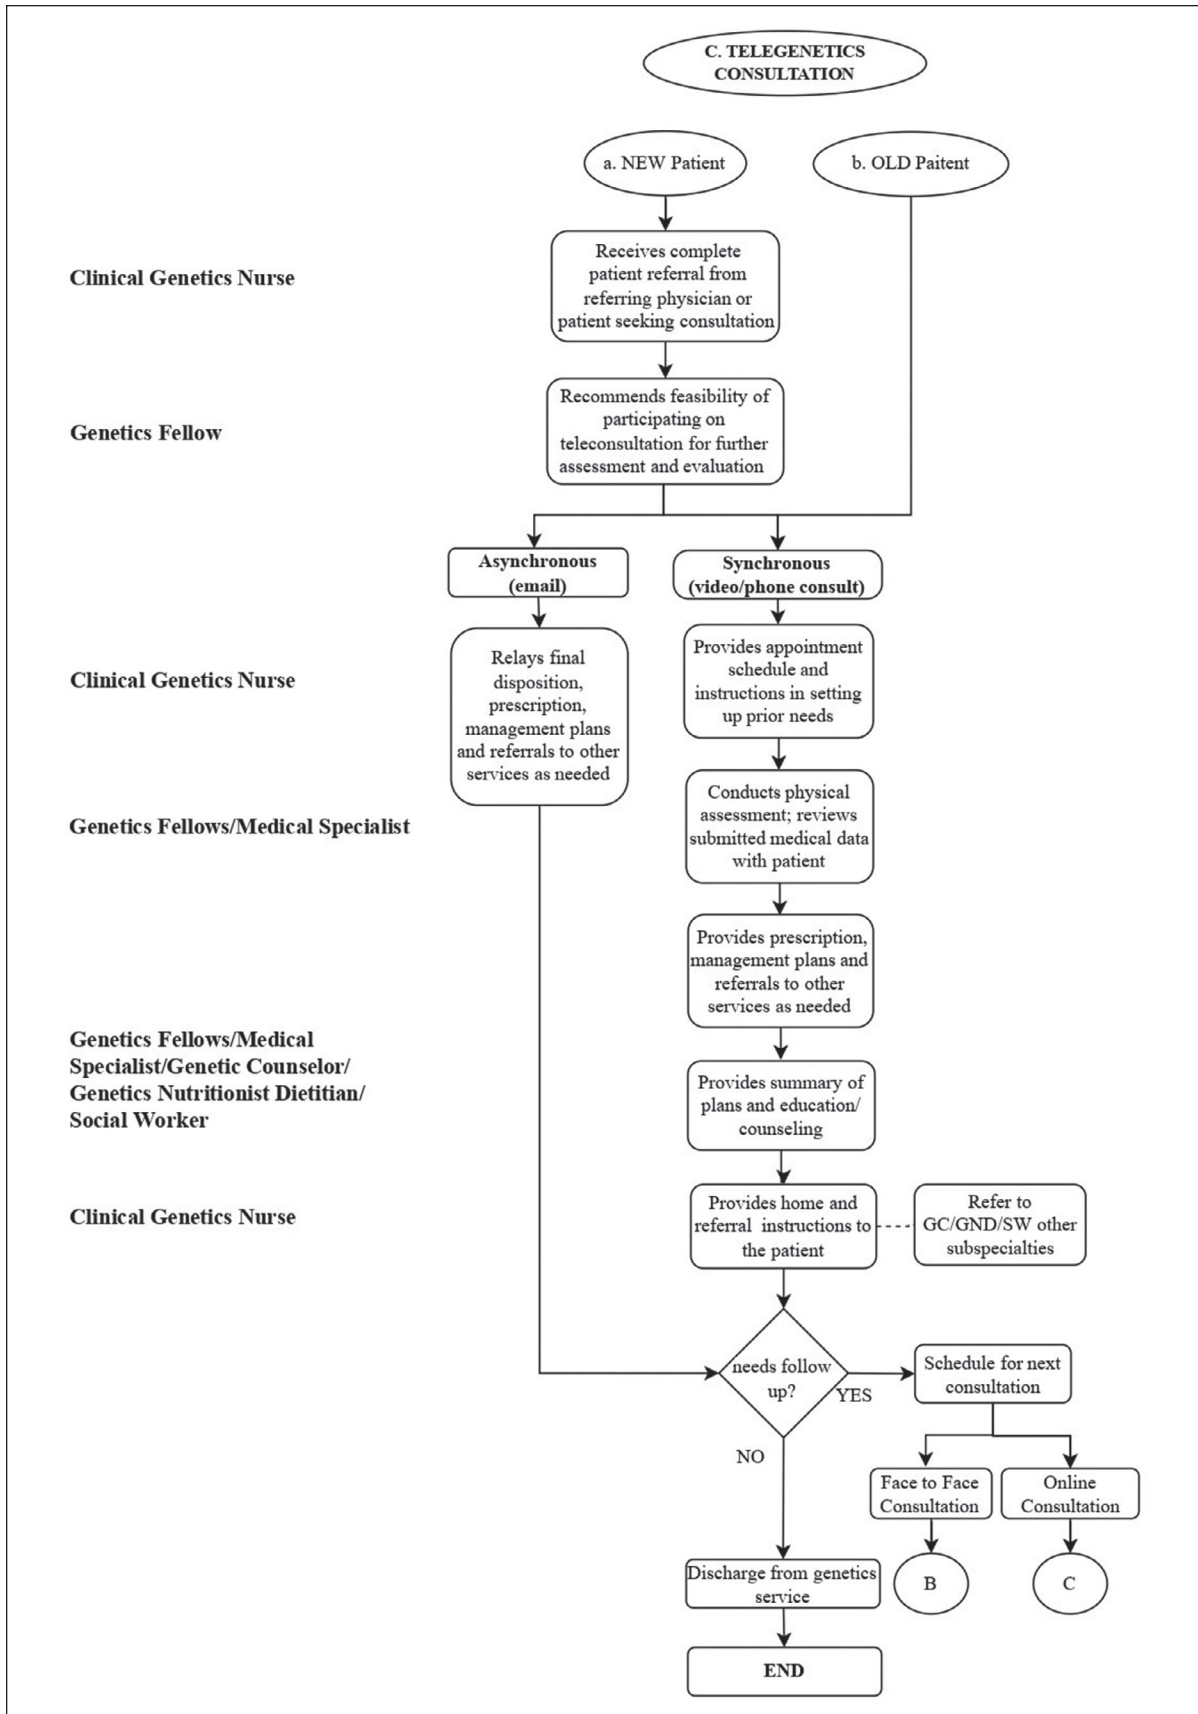 C. TELEGENETICS
CONSULTATION
a. NEW Patient
b. OLD Paitent
Clinical Genetics Nurse
Receives complete
patient referral from
referring physician or
patient seeking consultation
Genetics Fellow
Recommends feasibility of
participating on
teleconsultation for further
assessment and evaluation
Asynchronous
(email)
Synchronous
(video/phone consult)
Clinical Genetics Nurse
Relays final
disposition,
prescription,
management plans
and referrals to other
services as needed
Provides appointment
schedule and
instructions in setting
up prior needs
Genetics Fellows/Medical Specialist
Conducts physical
assessment; reviews
submitted medical data
with patient
Provides prescription,
management plans and
referrals to other
services as needed
Genetics Fellows/Medical
Specialist/Genetic Counselor/
Genetics Nutritionist Dietitian/
Social Worker
Provides summary of
plans and education/
counseling
Clinical Genetics Nurse
Provides home and
referral instructions to
the patient
Refer to
GC/GND/SW other
subspecialties
needs follow
up?
YES
Schedule for next
consultation
NO
Face to Face
Consultation
Online
Consultation
B
C
Discharge from genetics
service
END